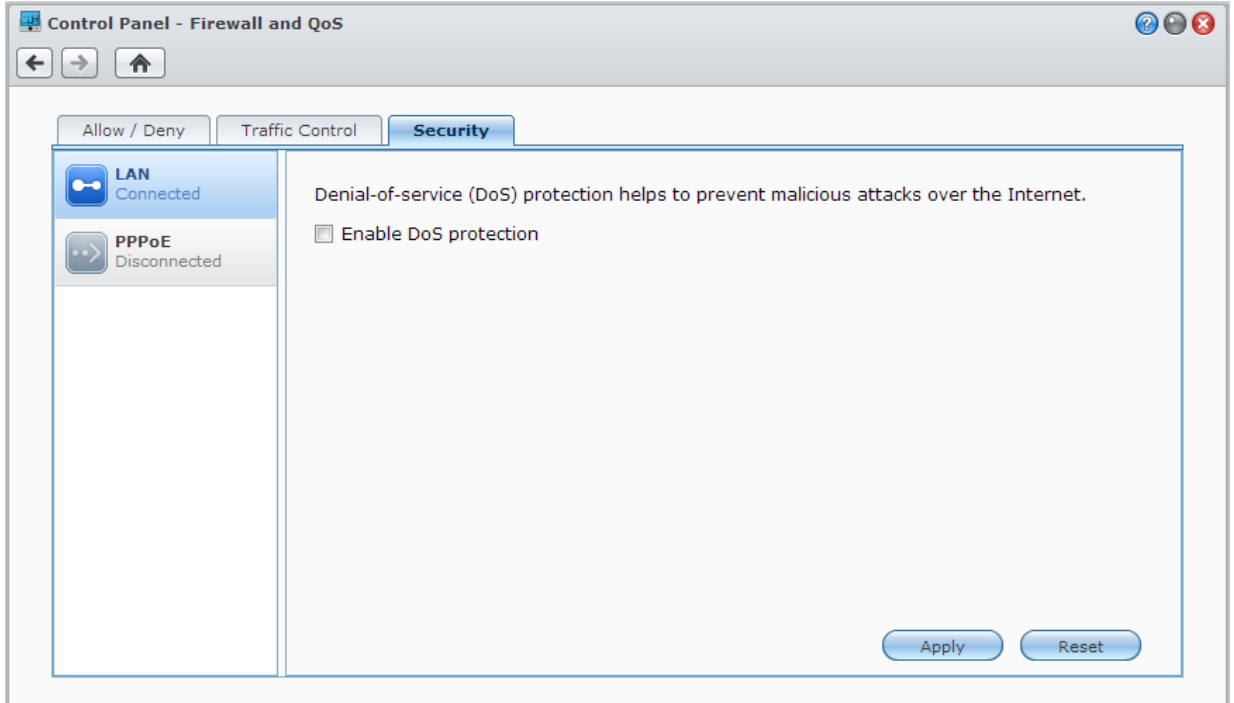 Control Panel - Firewall and QoS
Allow / Deny
Traffic Control
Security
LAN
Connected
PPPoE
Disconnected
Denial-of-service (DoS) protection helps to prevent malicious attacks over the Internet.
Enable DoS protection
Apply
Reset